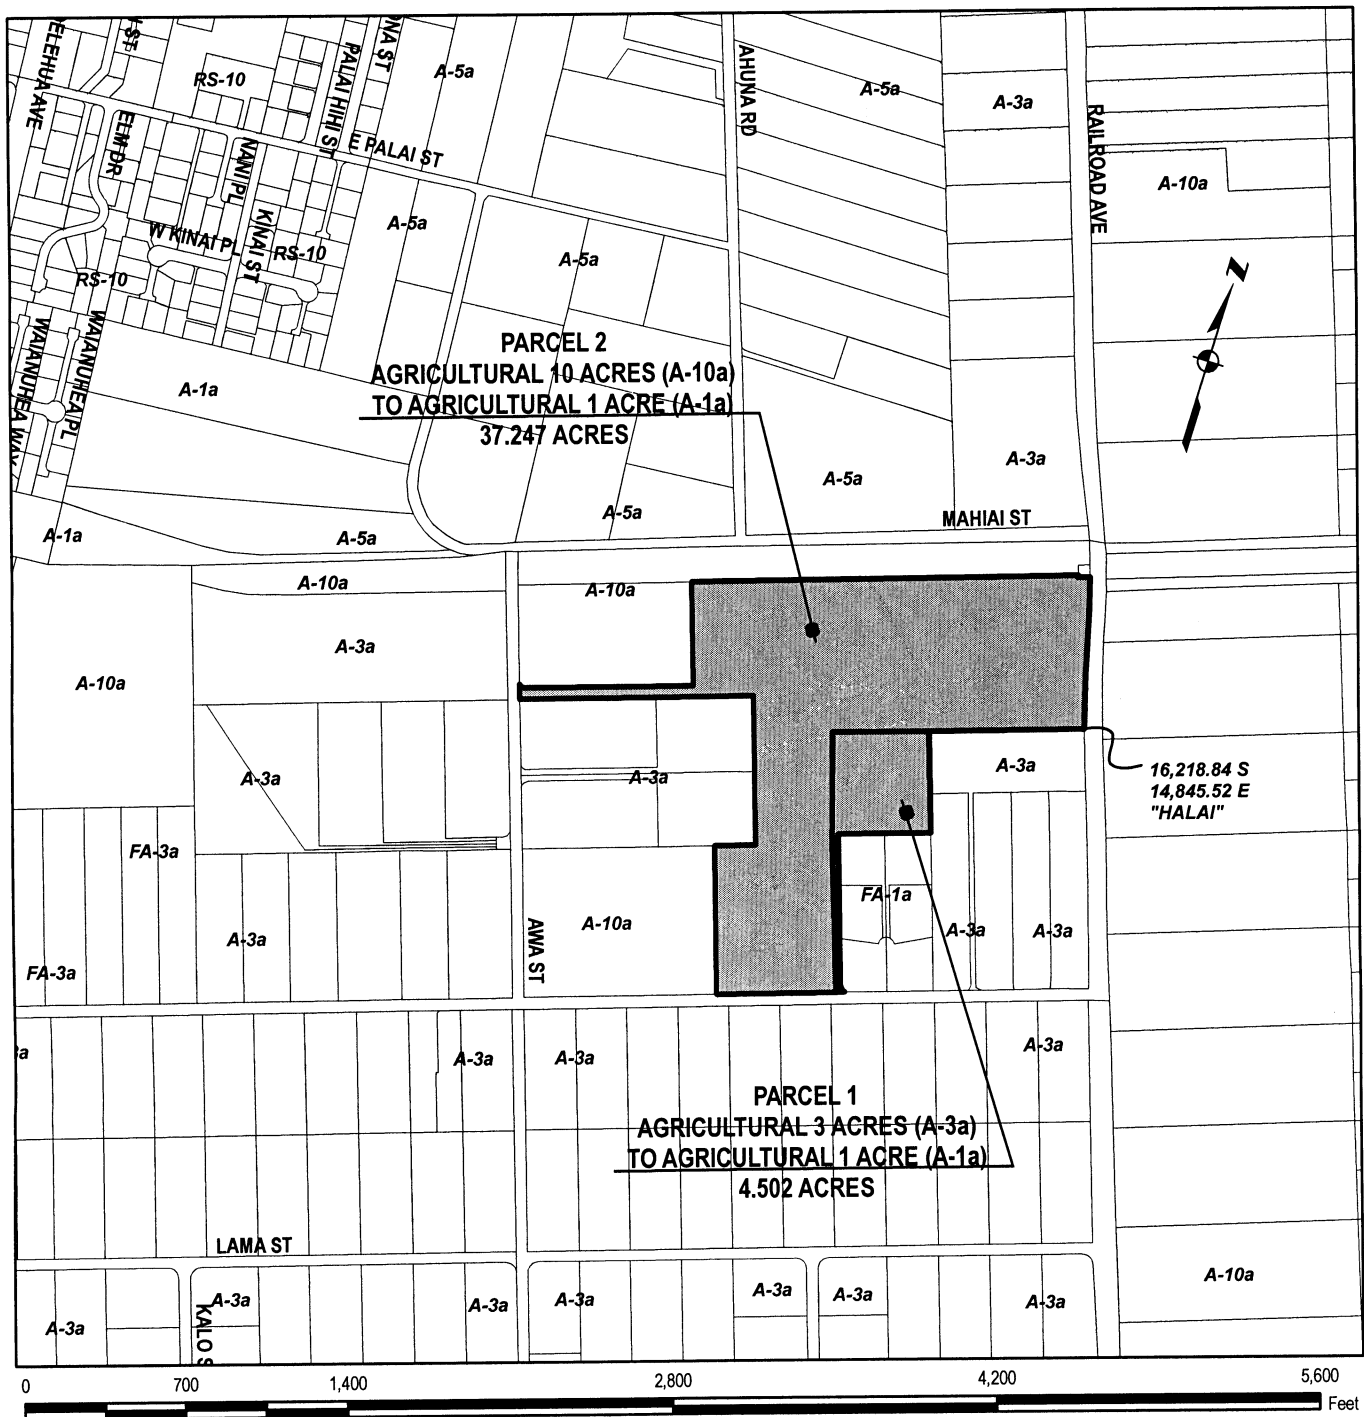 RS-10
A-5a
A-5a
A-3a
ELM DR
PALAI HIHI ST
AHUNA RD
RAILROAD AVE
E PALAI ST
NANI PL
A-10a
A-5a
KINAI ST
W KINAI PL
RS-10
A-5a
RS-10
N
WAIANUHEA WAY
WAIANUHEA PL
PARCEL 2
AGRICULTURAL 10 ACRES (A-10a)
TO AGRICULTURAL 1 ACRE (A-1a)
37.247 ACRES
A-1a
A-3a
A-5a
A-5a
MAHIAI ST
A-1a
A-5a
A-10a
A-10a
A-3a
A-10a
A-3a
A-3a
A-3a
16,218.84 S
14,845.52 E
"HALAI"
FA-3a
FA-1a
A-10a
A-3a
A-3a
A-3a
AWA ST
FA-3a
A-3a
A-3a
A-3a
PARCEL 1
AGRICULTURAL 3 ACRES (A-3a)
TO AGRICULTURAL 1 ACRE (A-1a)
4.502 ACRES
LAMA ST
A-10a
A-3a
A-3a
A-3a
A-3a
A-3a
A-3a
A-3a
KALO S
0 700 1,400 2,800 4,200 5,600
Feet